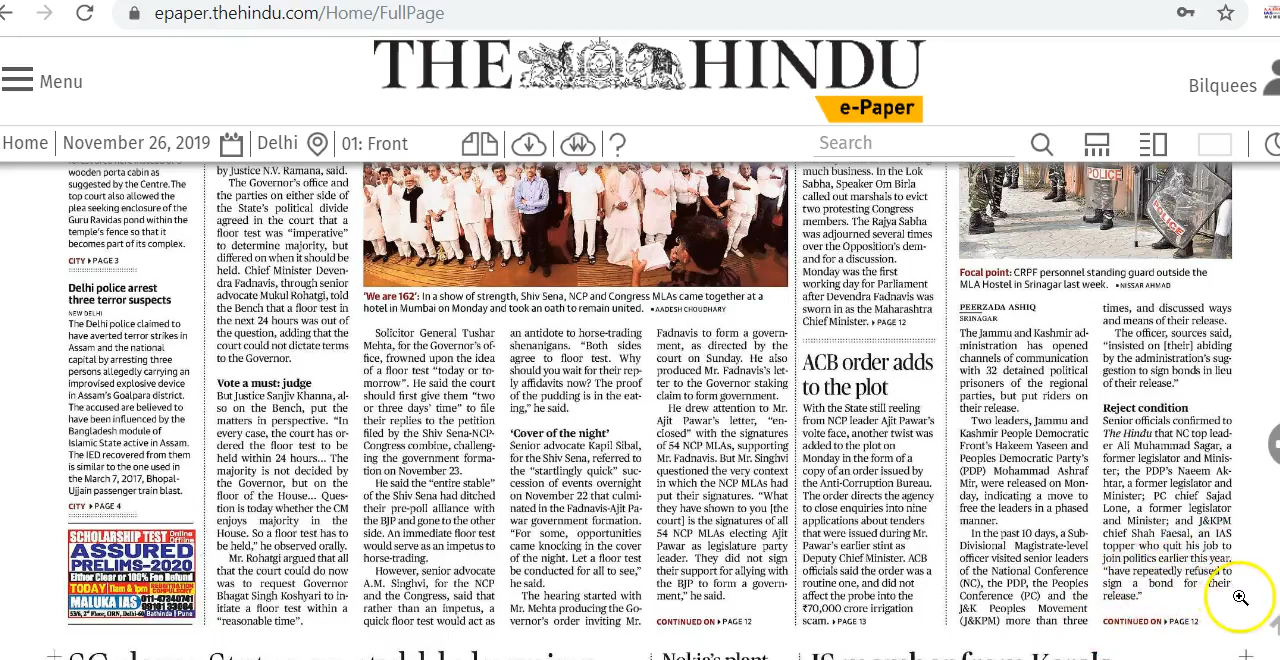 epaper.thehindu.com/Home/FullPage
Menu
THE HINDU
e-Paper
Bilquees
Home
November 26, 2019
Delhi
01: Front
?
Search
wooden porta cabin as
suggested by the Centre.The
top court also allowed the
plea seeking enclosure of the
Guru Ravidas pond within the
temple's fence so that it
becomes part of its complex.
CITY ▸ PAGE 3
Delhi police arrest
three terror suspects
NEW DELHI
The Delhi police claimed to
have averted terror strikes in
Assam and the national
capital by arresting three
persons allegedly carrying an
improvised explosive device
in Assam's Goalpara district.
The accused are believed to
have been influenced by the
Bangladesh module of
Islamic State active in Assam.
The IED recovered from them
is similar to the one used in
the March 7, 2017, Bhopal-
Ujjain passenger train blast.
CITY ▸ PAGE 4
SCHOLARSHIP TEST Online
Offline
ASSURED
PRELIMS-2020
Either Clear or 100% Fee Refund
TODAY 11am & 1pm REGISTRATION
COMPULSORY
MALUKA IAS 011-47340741
by Justice N.V. Ramana, said.
The Governor's office and
the parties on either side of
the State's political divide
agreed in the court that a
floor test was "imperative"
to determine majority, but
differed on when it should be
held. Chief Minister Deven-
dra Fadnavis, through senior
advocate Mukul Rohatgi, told
the Bench that a floor test in
the next 24 hours was out of
the question, adding that the
court could not dictate terms
to the Governor.
Vote a must: judge
But Justice Sanjiv Khanna, al-
so on the Bench, put the
matters in perspective. "In
every case, the court has or-
dered the floor test to be
held within 24 hours... The
majority is not decided by
the Governor, but on the
floor of the House... Ques-
tion is today whether the CM
enjoys majority in the
House. So a floor test has to
be held," he observed orally.
Mr. Rohatgi argued that all
that the court could do now
was to request Governor
Bhagat Singh Koshyari to in-
itiate a floor test within a
"reasonable time".
'We are 162': In a show of strength, Shiv Sena, NCP and Congress MLAs came together at a
hotel in Mumbai on Monday and took an oath to remain united. ▪ AADESH CHOUDHARY
Solicitor General Tushar
Mehta, for the Governor's of-
fice, frowned upon the idea
of a floor test "today or to-
morrow". He said the court
should first give them "two
or three days' time" to file
their replies to the petition
filed by the Shiv Sena-NCP-
Congress combine, challeng-
ing the government forma-
tion on November 23.
He said the "entire stable"
of the Shiv Sena had ditched
their pre-poll alliance with
the BJP and gone to the other
side. An immediate floor test
would serve as an impetus to
horse-trading.
However, senior advocate
A.M. Singhvi, for the NCP
and the Congress, said that
rather than an impetus, a
quick floor test would act as
an antidote to horse-trading
shenanigans. "Both sides
agree to floor test. Why
should you wait for their rep-
ly affidavits now? The proof
of the pudding is in the eat-
ing," he said.
'Cover of the night'
Senior advocate Kapil Sibal,
for the Shiv Sena, referred to
the "startlingly quick" suc-
cession of events overnight
on November 22 that culmi-
nated in the Fadnavis-Ajit Pa-
war government formation.
"For some, opportunities
came knocking in the cover
of the night. Let a floor test
be conducted for all to see,"
he said.
The hearing started with
Mr. Mehta producing the Go-
vernor's order inviting Mr.
Fadnavis to form a govern-
ment, as directed by the
court on Sunday. He also
produced Mr. Fadnavis's let-
ter to the Governor staking
claim to form government.
He drew attention to Mr.
Ajit Pawar's letter, "en-
closed" with the signatures
of 54 NCP MLAs, supporting
Mr. Fadnavis. But Mr. Singhvi
questioned the very context
in which the NCP MLAs had
put their signatures. "What
they have shown to you [the
court] is the signatures of all
54 NCP MLAs electing Ajit
Pawar as legislature party
leader. They did not sign
their support for allying with
the BJP to form a govern-
ment," he said.
CONTINUED ON ▸ PAGE 12
much business. In the Lok
Sabha, Speaker Om Birla
called out marshals to evict
two protesting Congress
members. The Rajya Sabha
was adjourned several times
over the Opposition's dem-
and for a discussion.
Monday was the first
working day for Parliament
after Devendra Fadnavis was
sworn in as the Maharashtra
Chief Minister. ▸ PAGE 12
ACB order adds
to the plot
With the State still reeling
from NCP leader Ajit Pawar's
volte face, another twist was
added to the plot on
Monday in the form of a
copy of an order issued by
the Anti-Corruption Bureau.
The order directs the agency
to close enquiries into nine
applications about tenders
that were issued during Mr.
Pawar's earlier stint as
Deputy Chief Minister. ACB
officials said the order was a
routine one, and did not
affect the probe into the
₹70,000 crore irrigation
scam. ▸ PAGE 13
POLICE
POLICE
Focal point: CRPF personnel standing guard outside the
MLA Hostel in Srinagar last week. ▪ NISSAR AHMAD
PEERZADA ASHIQ
SRINAGAR
The Jammu and Kashmir ad-
ministration has opened
channels of communication
with 32 detained political
prisoners of the regional
parties, but put riders on
their release.
Two leaders, Jammu and
Kashmir People Democratic
Front's Hakeem Yaseen and
Peoples Democratic Party's
(PDP) Mohammad Ashraf
Mir, were released on Mon-
day, indicating a move to
free the leaders in a phased
manner.
In the past 10 days, a Sub-
Divisional Magistrate-level
officer visited senior leaders
of the National Conference
(NC), the PDP, the Peoples
Conference (PC) and the
J&K Peoples Movement
(J&KPM) more than three
times, and discussed ways
and means of their release.
The officer, sources said,
"insisted on [their] abiding
by the administration's sug-
gestion to sign bonds in lieu
of their release."
Reject condition
Senior officials confirmed to
The Hindu that NC top lead-
er Ali Muhammad Sagar, a
former legislator and Minis-
ter; the PDP's Naeem Ak-
htar, a former legislator and
Minister; PC chief Sajad
Lone, a former legislator
and Minister; and J&KPM
chief Shah Faesal, an IAS
topper who quit his job to
join politics earlier this year,
"have repeatedly refused to
sign a bond for their
release."
CONTINUED ON ▸ PAGE 12